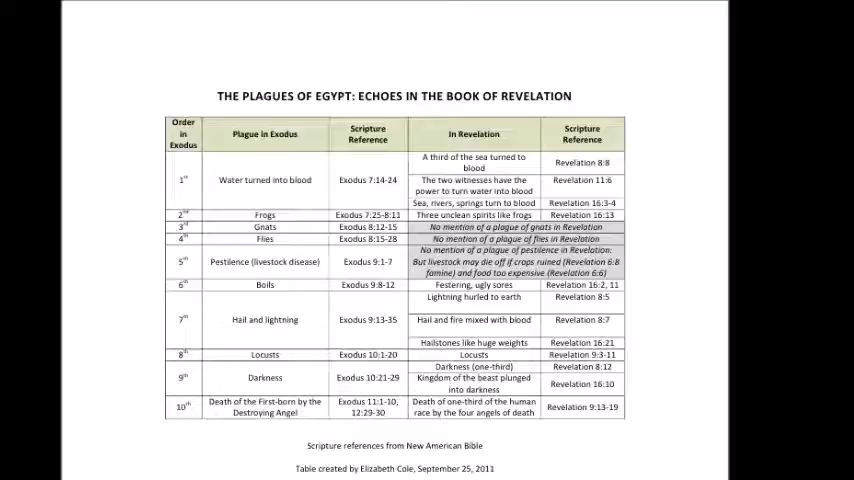 THE PLAGUES OF EGYPT: ECHOES IN THE BOOK OF REVELATION
Order in Exodus | Plague in Exodus | Scripture Reference | In Revelation | Scripture Reference
1st | Water turned into blood | Exodus 7:14-24 | A third of the sea turned to blood | Revelation 8:8
The two witnesses have the power to turn water into blood | Revelation 11:6
Sea, rivers, springs turn to blood | Revelation 16:3-4
2nd | Frogs | Exodus 7:25-8:11 | Three unclean spirits like frogs | Revelation 16:13
3rd | Gnats | Exodus 8:12-15 | No mention of a plague of gnats in Revelation
4th | Flies | Exodus 8:15-28 | No mention of a plague of flies in Revelation
5th | Pestilence (livestock disease) | Exodus 9:1-7 | No mention of a plague of pestilence in Revelation: But livestock may die off if crops ruined (Revelation 6:8 famine) and food too expensive (Revelation 6:6)
6th | Boils | Exodus 9:8-12 | Festering, ugly sores | Revelation 16:2, 11
7th | Hail and lightning | Exodus 9:13-35 | Lightning hurled to earth | Revelation 8:5
Hail and fire mixed with blood | Revelation 8:7
Hailstones like huge weights | Revelation 16:21
8th | Locusts | Exodus 10:1-20 | Locusts | Revelation 9:3-11
9th | Darkness | Exodus 10:21-29 | Darkness (one-third) | Revelation 8:12
Kingdom of the beast plunged into darkness | Revelation 16:10
10th | Death of the First-born by the Destroying Angel | Exodus 11:1-10, 12:29-30 | Death of one-third of the human race by the four angels of death | Revelation 9:13-19
Scripture references from New American Bible
Table created by Elizabeth Cole, September 25, 2011